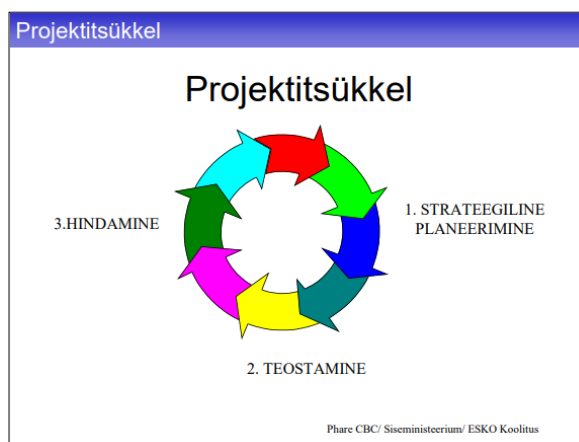 Projektitsükkel
Projektitsükkel
1. STRATEEGILINE
PLANEERIMINE
3.HINDAMINE
2. TEOSTAMINE
Phare CBC/ Siseministeerium/ ESKO Koolitus